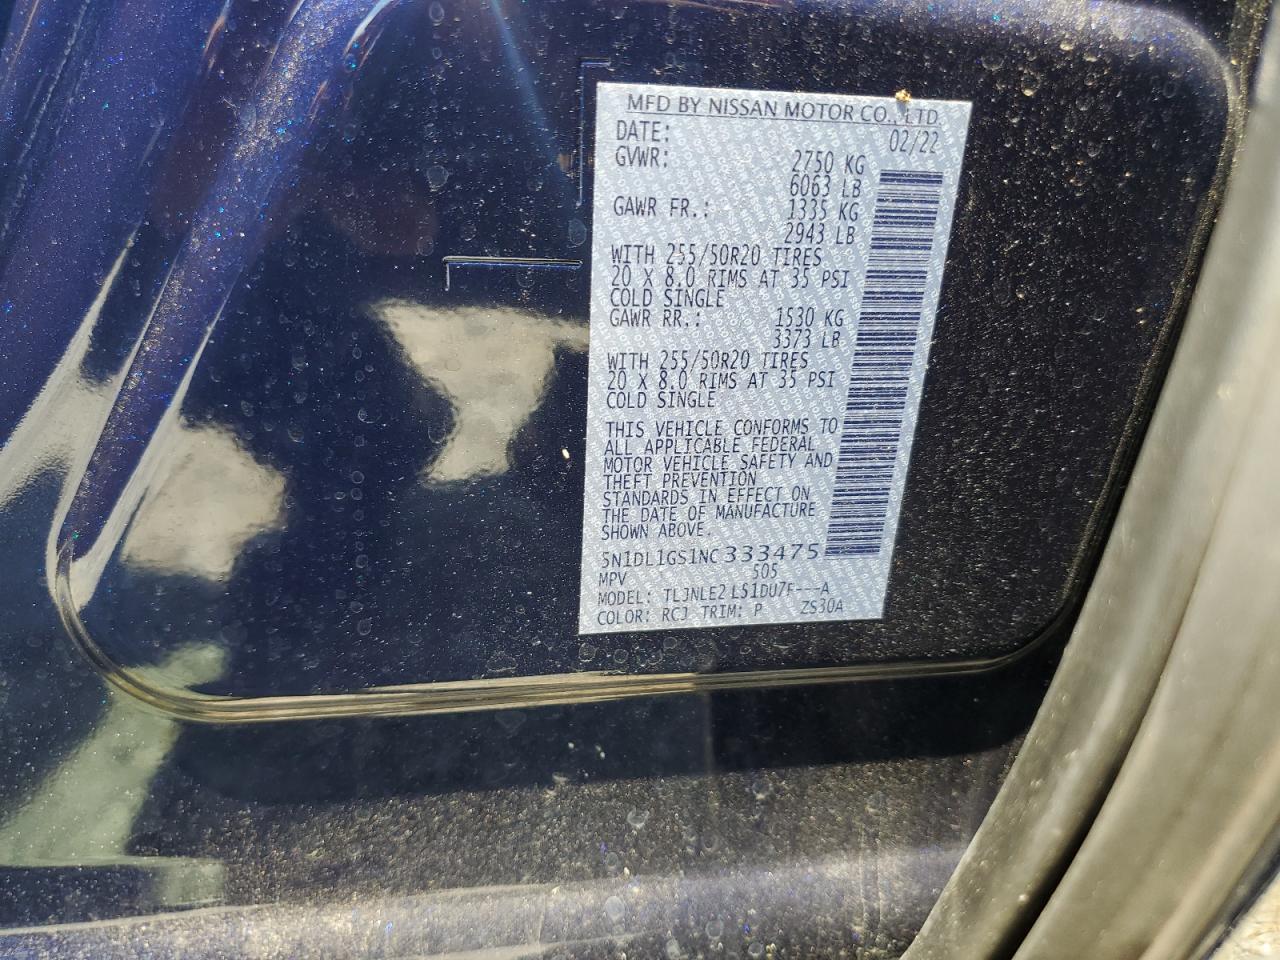 MFD BY NISSAN MOTOR CO., LTD.
DATE: 02/22
GVWR: 2750 KG
6063 LB
GAWR FR.: 1335 KG
2943 LB
WITH 255/50R20 TIRES
20 X 8.0 RIMS AT 35 PSI
COLD SINGLE
GAWR RR.: 1530 KG
3373 LB
WITH 255/50R20 TIRES
20 X 8.0 RIMS AT 35 PSI
COLD SINGLE
THIS VEHICLE CONFORMS TO
ALL APPLICABLE FEDERAL
MOTOR VEHICLE SAFETY AND
THEFT PREVENTION
STANDARDS IN EFFECT ON
THE DATE OF MANUFACTURE
SHOWN ABOVE.
5N1DL1GS1NC333475
MPV 505
MODEL: TLJNLE2 LS1DU7F---A
COLOR: RCJ TRIM: P ZS30A